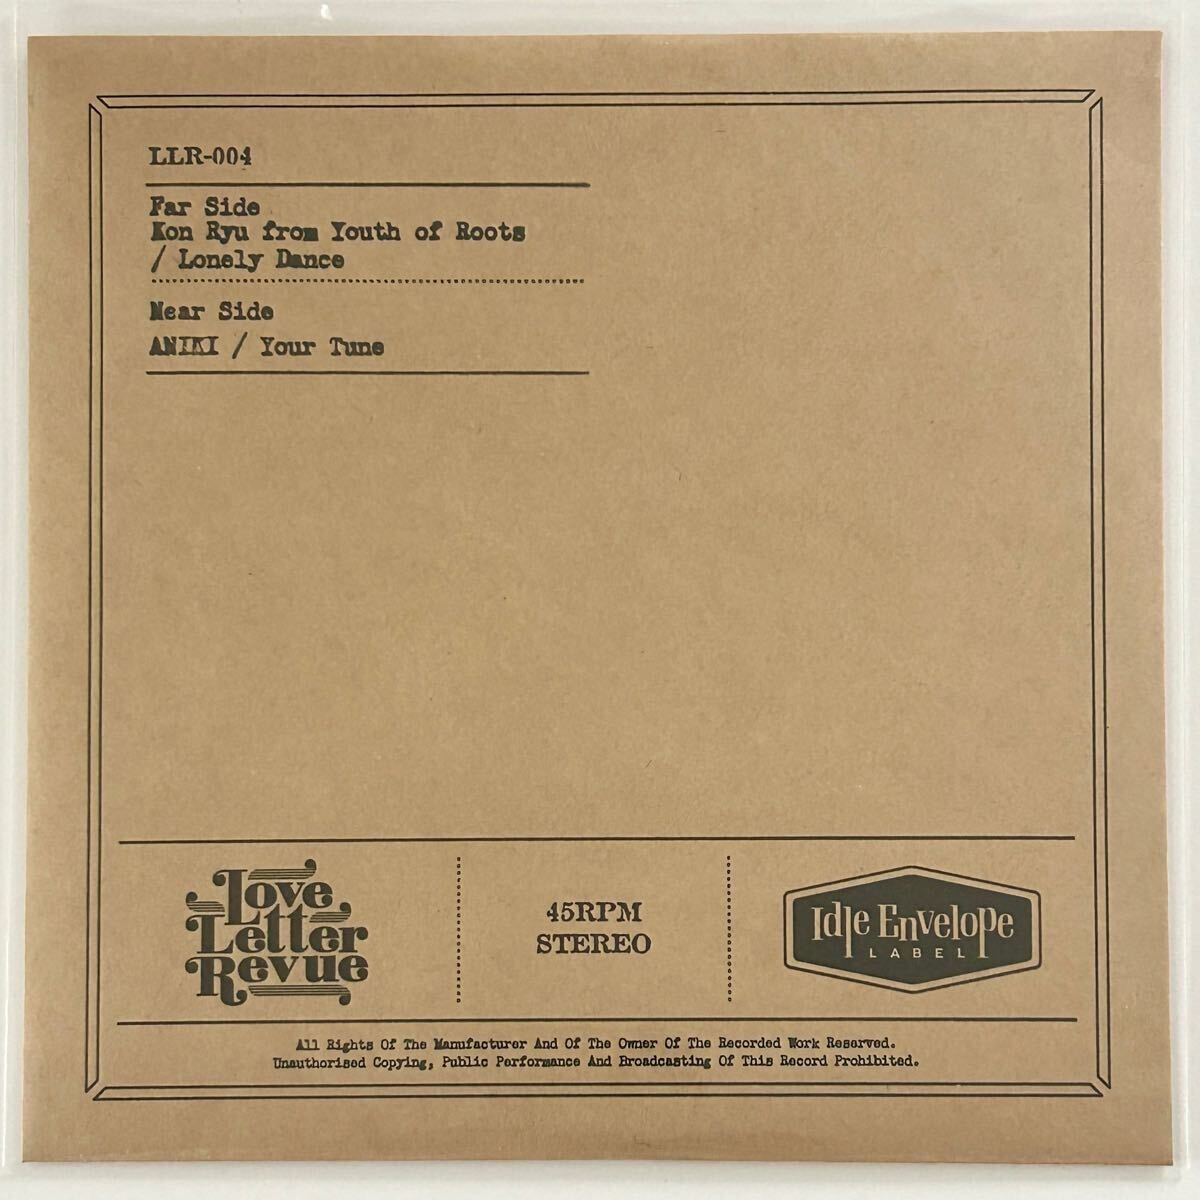 LLR-004
Far Side
Kon Ryu from Youth of Roots
/ Lonely Dance
Near Side
ANIKI / Your Tune
Love
Letter
Revue
45RPM
STEREO
Idle Envelope
LABEL
All Rights Of The Manufacturer And Of The Owner Of The Recorded Work Reserved.
Unauthorised Copying, Public Performance And Broadcasting Of This Record Prohibited.